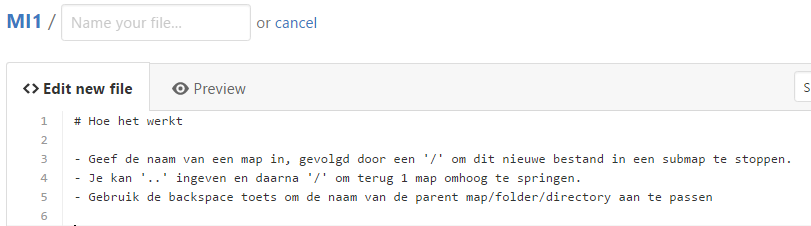 MI1 / Name your file... or cancel
Edit new file Preview S
1 # Hoe het werkt
2
3 - Geef de naam van een map in, gevolgd door een '/' om dit nieuwe bestand in een submap te stoppen.
4 - Je kan '..' ingeven en daarna '/' om terug 1 map omhoog te springen.
5 - Gebruik de backspace toets om de naam van de parent map/folder/directory aan te passen
6